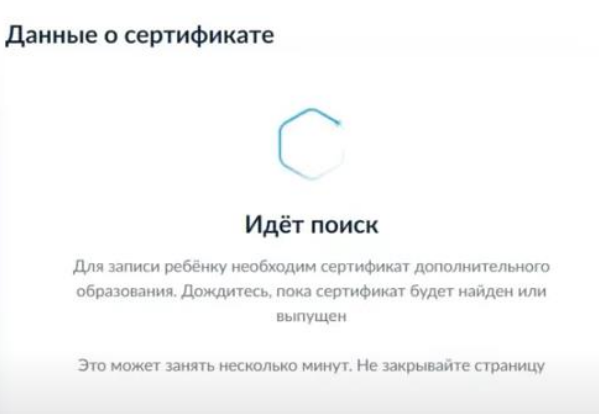 Данные о сертификате
Идёт поиск
Для записи ребёнку необходим сертификат дополнительного
образования. Дождитесь, пока сертификат будет найден или
выпущен
Это может занять несколько минут. Не закрывайте страницу